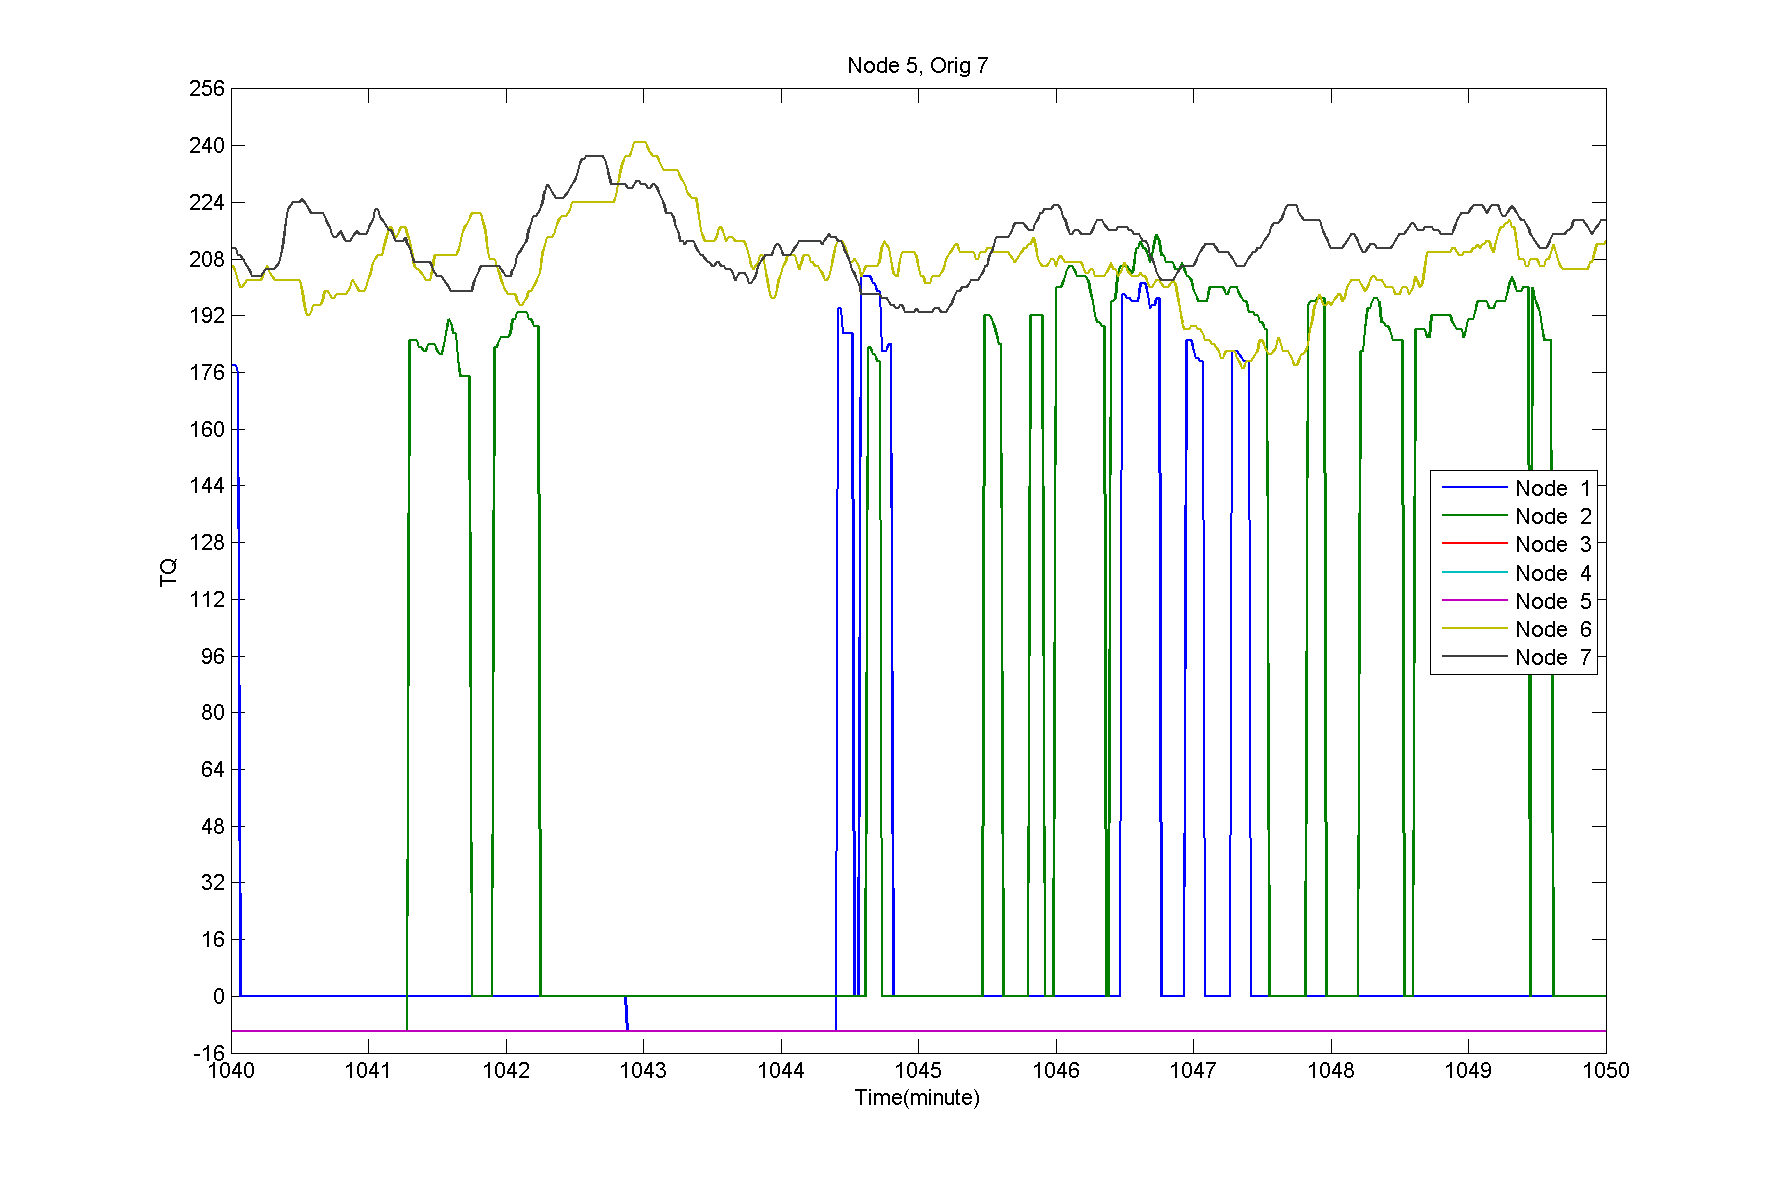 Node 5, Orig 7
256
240
224
208
192
176
160
144
128
112
96
80
64
48
32
16
0
-16
TQ
Node 1
Node 2
Node 3
Node 4
Node 5
Node 6
Node 7
1040 1041 1042 1043 1044 1045 1046 1047 1048 1049 1050
Time(minute)